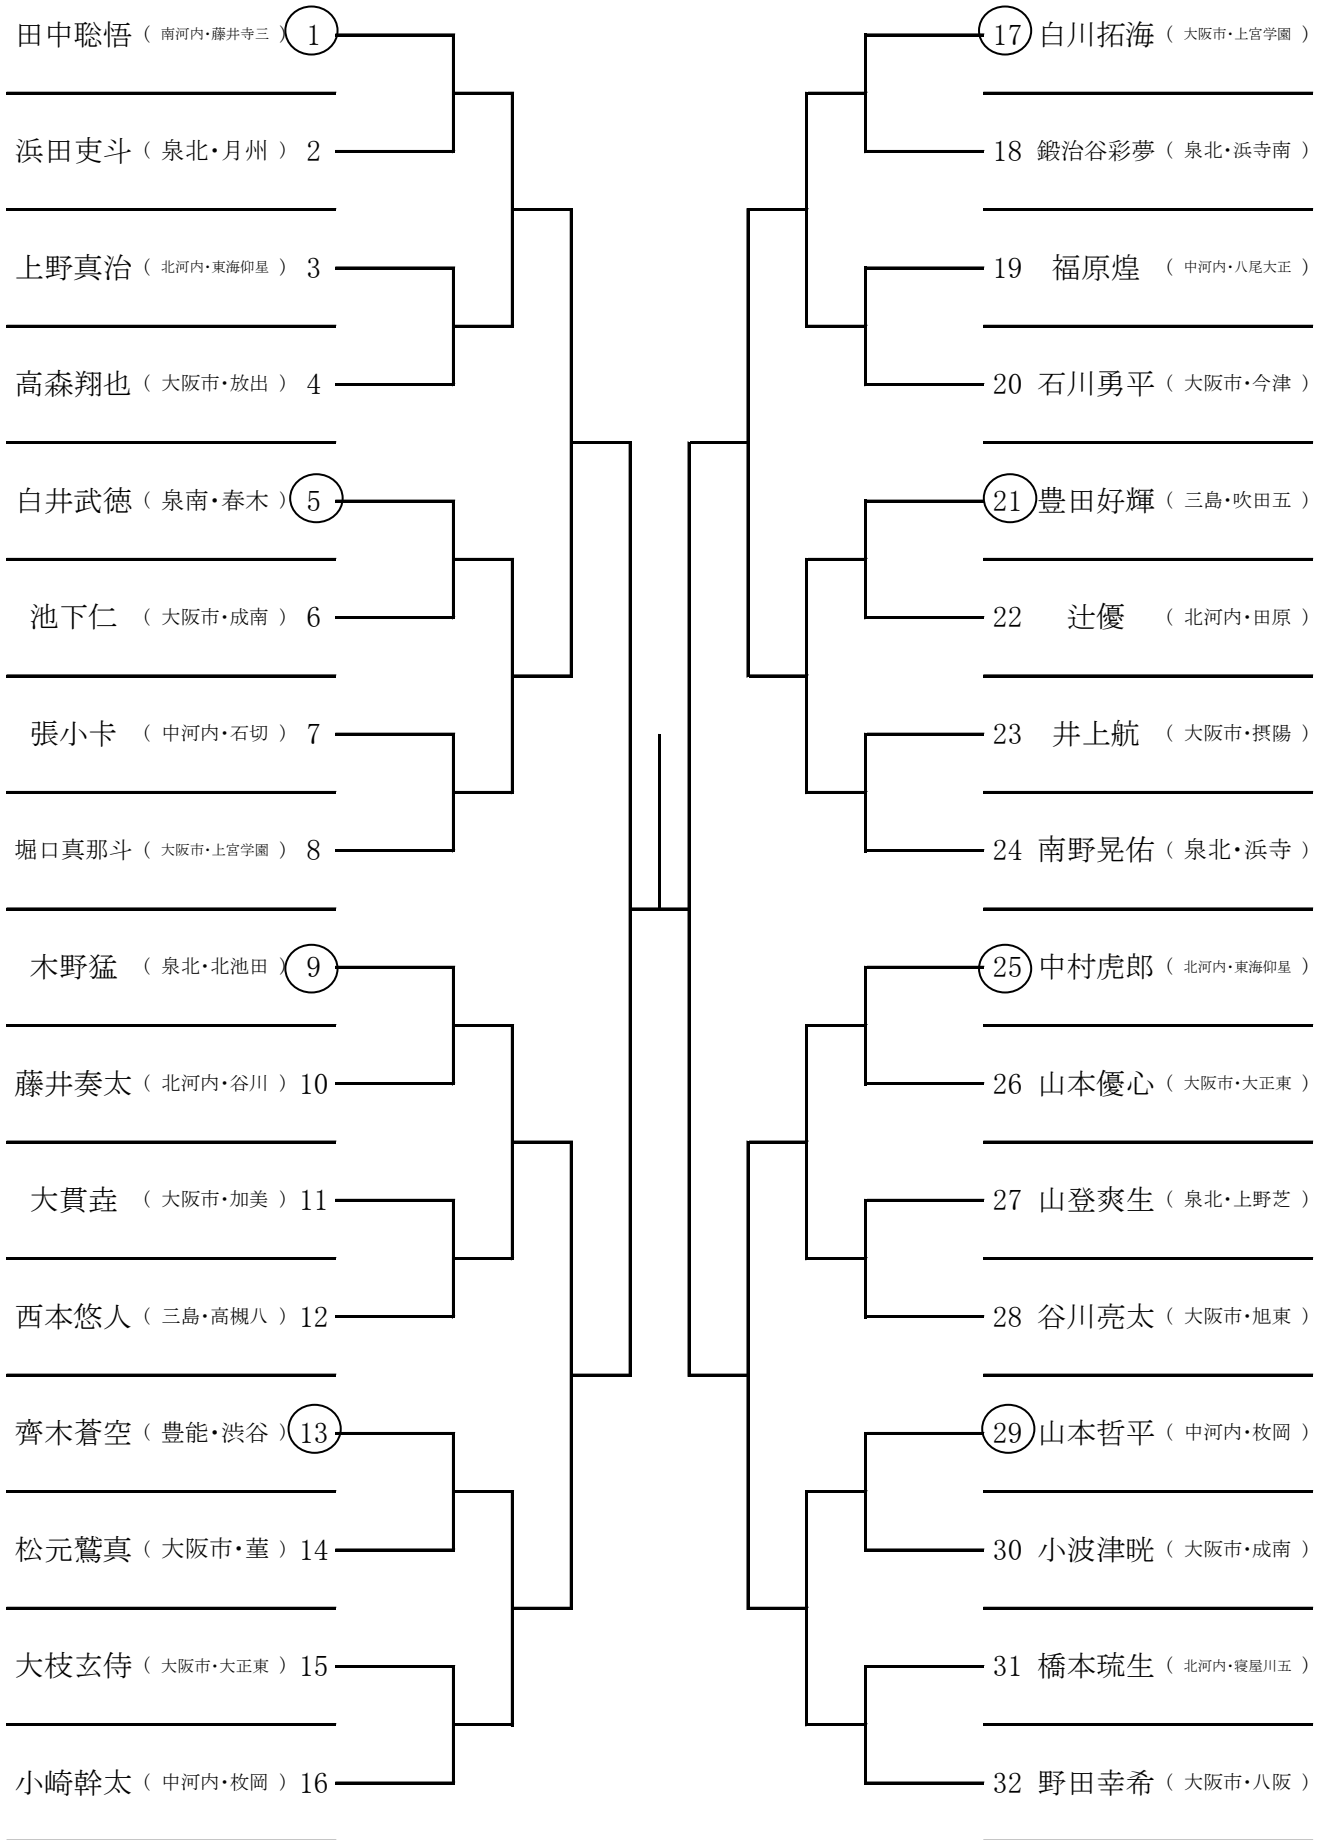 田中聡悟 ( 南河内・藤井寺三 ) 1
浜田吏斗 ( 泉北・月州 ) 2
上野真治 ( 北河内・東海仰星 ) 3
高森翔也 ( 大阪市・放出 ) 4
白井武徳 ( 泉南・春木 ) 5
池下仁 ( 大阪市・成南 ) 6
張小卡 ( 中河内・石切 ) 7
堀口真那斗 ( 大阪市・上宮学園 ) 8
木野猛 ( 泉北・北池田 ) 9
藤井奏太 ( 北河内・谷川 ) 10
大貫垚 ( 大阪市・加美 ) 11
西本悠人 ( 三島・高槻八 ) 12
齊木蒼空 ( 豊能・渋谷 ) 13
松元鷲真 ( 大阪市・菫 ) 14
大枝玄侍 ( 大阪市・大正東 ) 15
小崎幹太 ( 中河内・枚岡 ) 16
17 白川拓海 ( 大阪市・上宮学園 )
18 鍛治谷彩夢 ( 泉北・浜寺南 )
19 福原煌 ( 中河内・八尾大正 )
20 石川勇平 ( 大阪市・今津 )
21 豊田好輝 ( 三島・吹田五 )
22 辻優 ( 北河内・田原 )
23 井上航 ( 大阪市・摂陽 )
24 南野晃佑 ( 泉北・浜寺 )
25 中村虎郎 ( 北河内・東海仰星 )
26 山本優心 ( 大阪市・大正東 )
27 山登爽生 ( 泉北・上野芝 )
28 谷川亮太 ( 大阪市・旭東 )
29 山本哲平 ( 中河内・枚岡 )
30 小波津晄 ( 大阪市・成南 )
31 橋本琉生 ( 北河内・寝屋川五 )
32 野田幸希 ( 大阪市・八阪 )